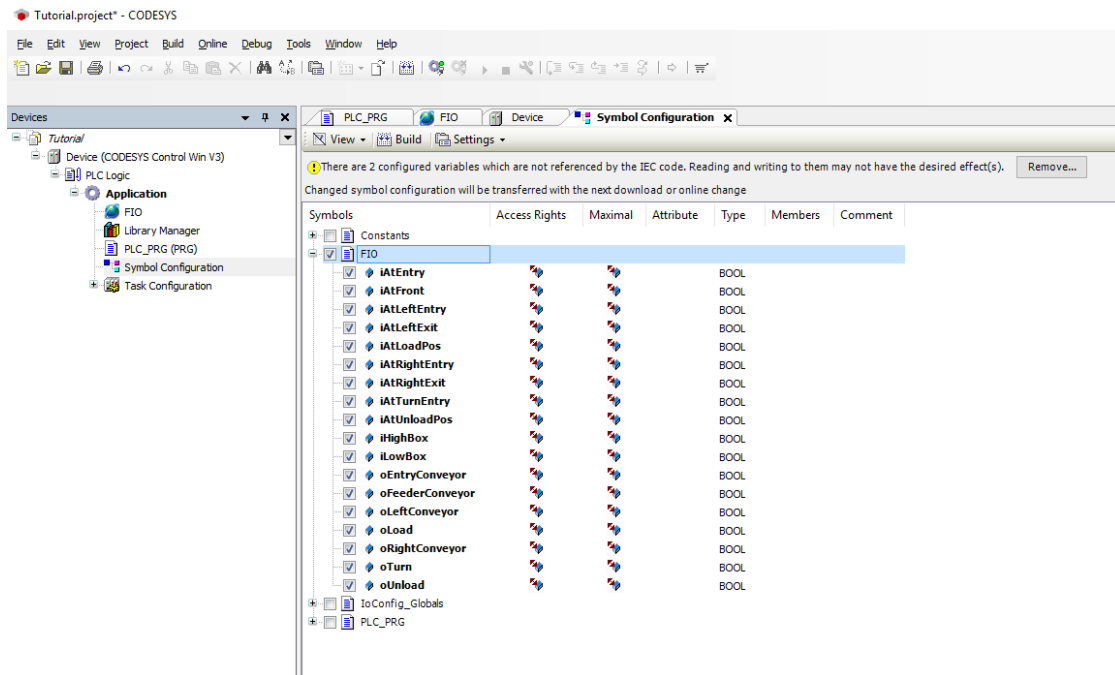 Tutorial.project* - CODESYS
File Edit View Project Build Online Debug Tools Window Help
Devices
Tutorial
Device (CODESYS Control Win V3)
PLC Logic
Application
FIO
Library Manager
PLC_PRG (PRG)
Symbol Configuration
Task Configuration
PLC_PRG FIO Device Symbol Configuration
View Build Settings
There are 2 configured variables which are not referenced by the IEC code. Reading and writing to them may not have the desired effect(s). Remove...
Changed symbol configuration will be transferred with the next download or online change
Symbols Access Rights Maximal Attribute Type Members Comment
Constants
FIO
iAtEntry BOOL
iAtFront BOOL
iAtLeftEntry BOOL
iAtLeftExit BOOL
iAtLoadPos BOOL
iAtRightEntry BOOL
iAtRightExit BOOL
iAtTurnEntry BOOL
iAtUnloadPos BOOL
iHighBox BOOL
iLowBox BOOL
oEntryConveyor BOOL
oFeederConveyor BOOL
oLeftConveyor BOOL
oLoad BOOL
oRightConveyor BOOL
oTurn BOOL
oUnload BOOL
IoConfig_Globals
PLC_PRG